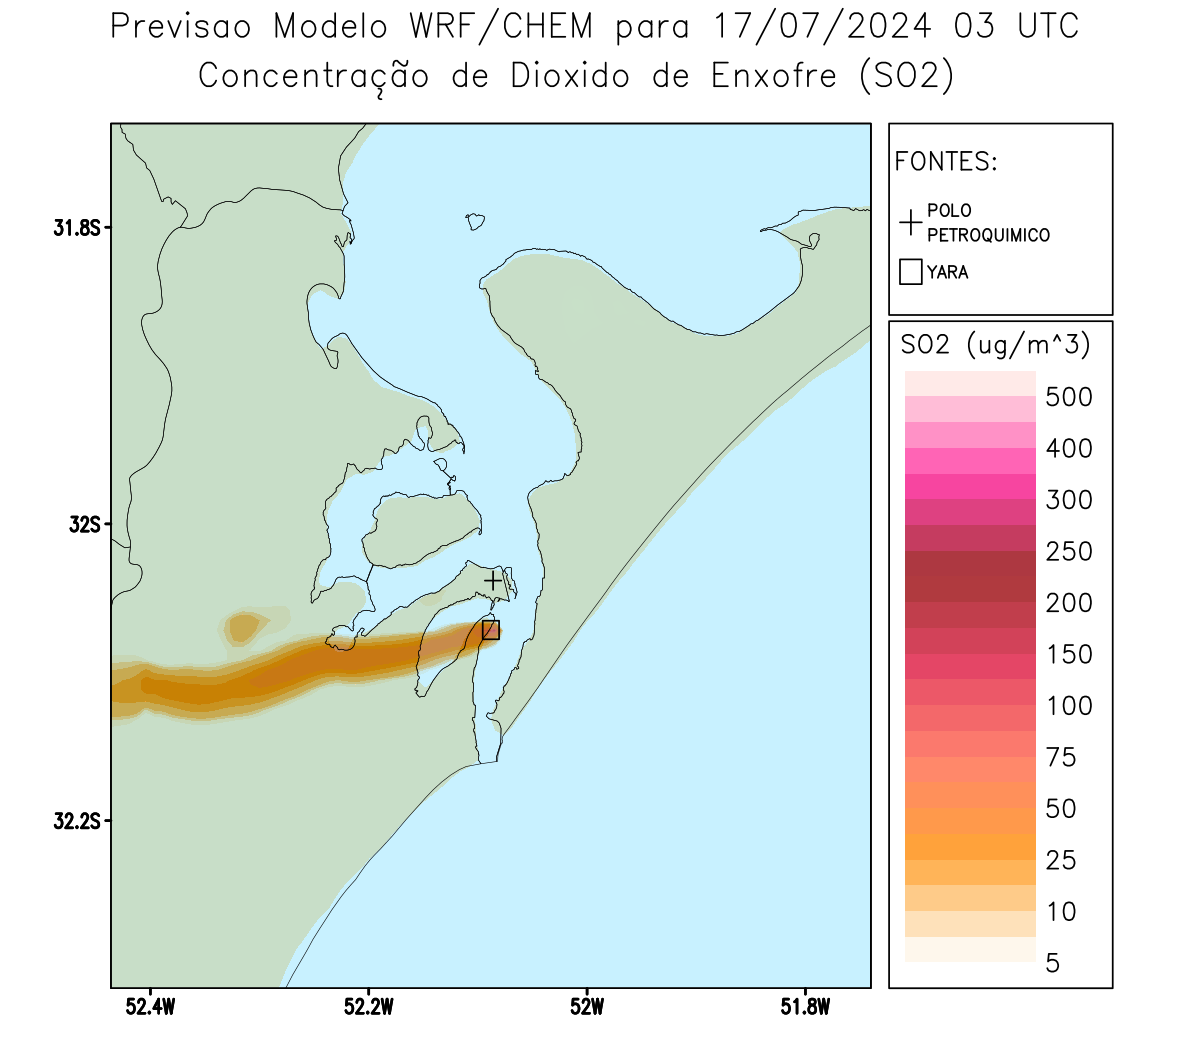 Previsao Modelo WRF/CHEM para 17/07/2024 03 UTC
Concentração de Dioxido de Enxofre (SO2)
FONTES:
POLO
PETROQUIMICO
YARA
SO2 (ug/m^3)
500
400
300
250
200
150
100
75
50
25
10
5
31.8S
32S
32.2S
52.4W 52.2W 52W 51.8W